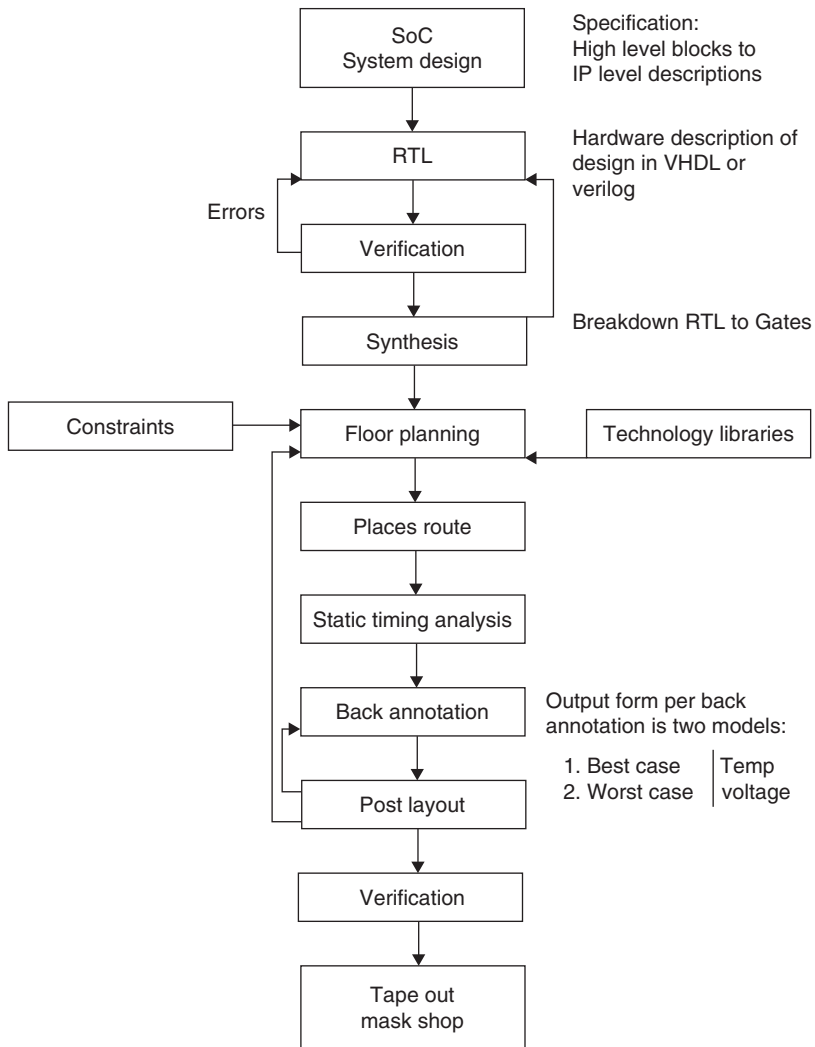 SoC
System design
Specification:
High level blocks to
IP level descriptions
RTL
Hardware description of
design in VHDL or
verilog
Errors
Verification
Synthesis
Breakdown RTL to Gates
Constraints
Floor planning
Technology libraries
Places route
Static timing analysis
Back annotation
Output form per back
annotation is two models:
1. Best case Temp
2. Worst case voltage
Post layout
Verification
Tape out
mask shop